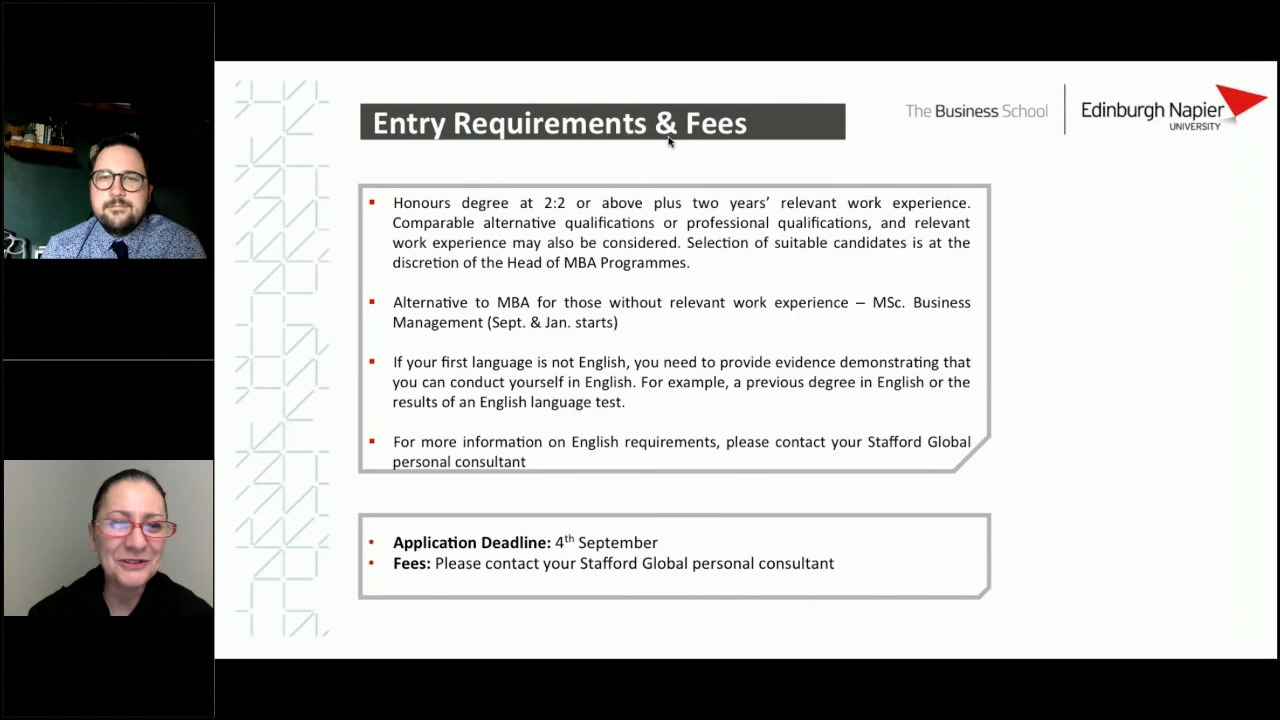 Entry Requirements & Fees
The Business School
Edinburgh Napier
UNIVERSITY
Honours degree at 2:2 or above plus two years’ relevant work experience.
Comparable alternative qualifications or professional qualifications, and relevant
work experience may also be considered. Selection of suitable candidates is at the
discretion of the Head of MBA Programmes.
Alternative to MBA for those without relevant work experience – MSc. Business
Management (Sept. & Jan. starts)
If your first language is not English, you need to provide evidence demonstrating that
you can conduct yourself in English. For example, a previous degree in English or the
results of an English language test.
For more information on English requirements, please contact your Stafford Global
personal consultant
Application Deadline: 4th September
Fees: Please contact your Stafford Global personal consultant